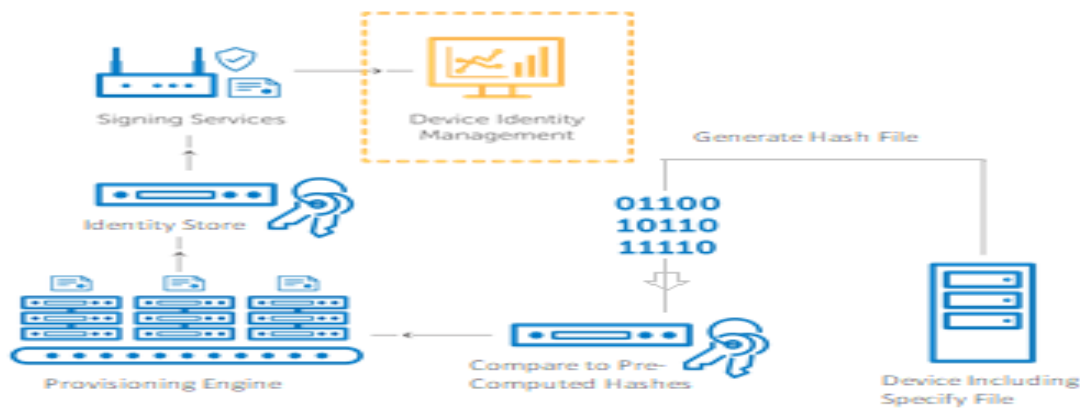 Signing Services
Device Identity
Management
Generate Hash File
Identity Store
01100
10110
11110
Provisioning Engine
Compare to Pre-
Computed Hashes
Device Including
Specify File